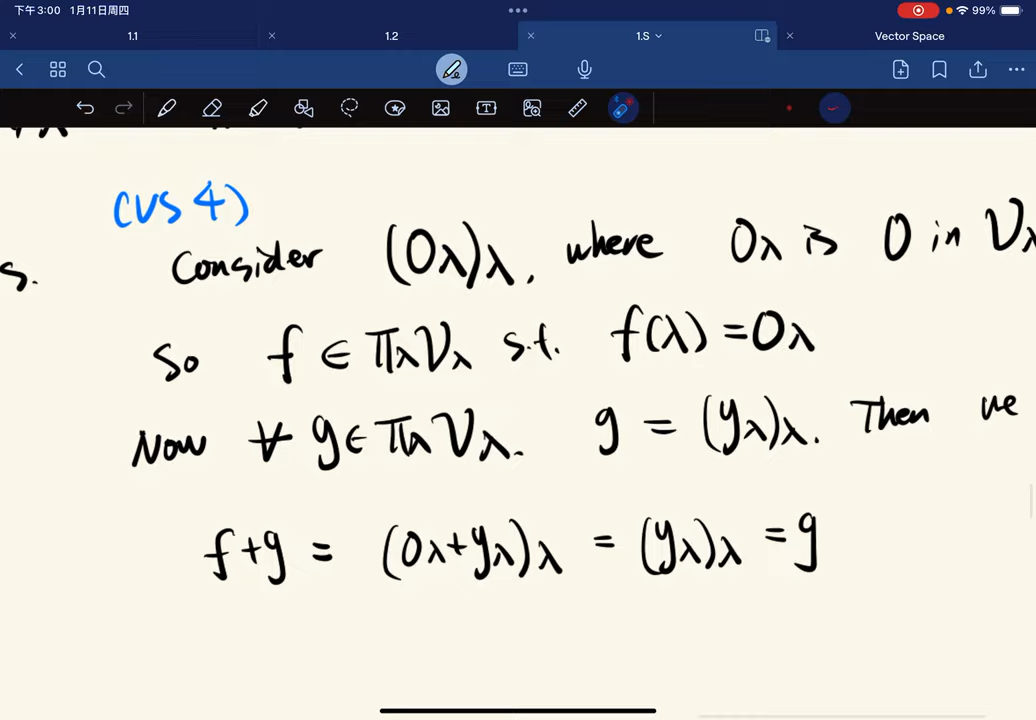 下午3:00 1月11日周四 99%
1.1 1.2 1.S Vector Space
(VS 4)
s. Consider (0λ)λ, where 0λ is 0 in Vλ
So f ∈ πλVλ s.t. f(λ) = 0λ
Now ∀ g ∈ πλVλ. g = (yλ)λ. Then we
f+g = (0λ+yλ)λ = (yλ)λ = g